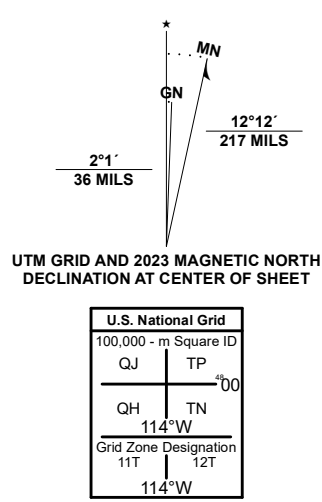 ★
MN
GN
12°12´
217 MILS
2°1´
36 MILS
UTM GRID AND 2023 MAGNETIC NORTH
DECLINATION AT CENTER OF SHEET
U.S. National Grid
100,000 - m Square ID
QJ TP
4800
QH TN
114°W
Grid Zone Designation
11T 12T
114°W